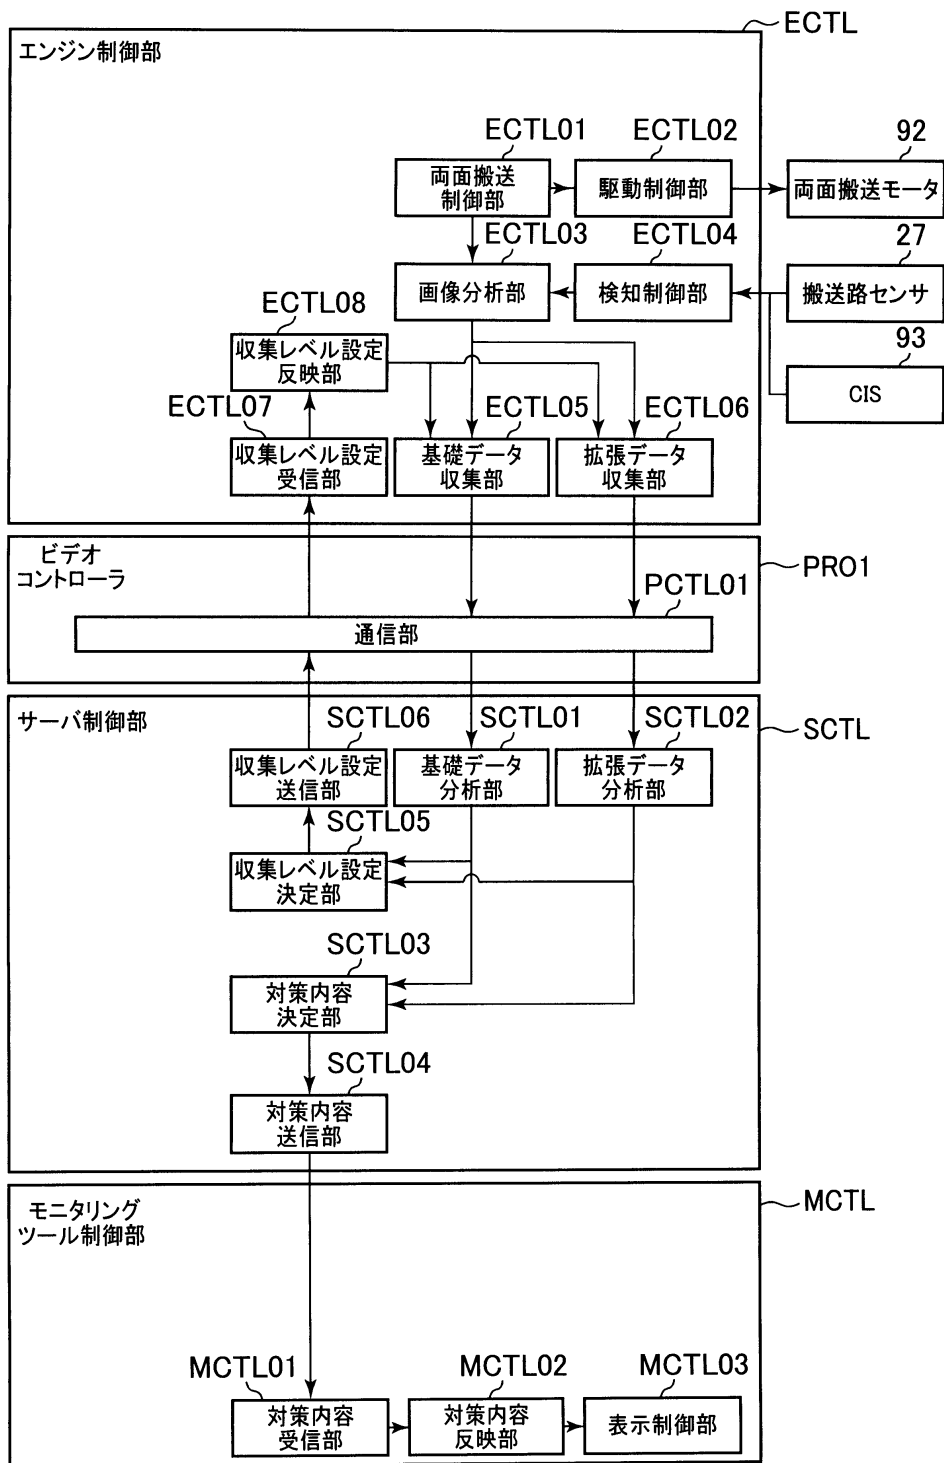 ECTL
エンジン制御部
ECTL01
ECTL02
92
両面搬送
制御部
駆動制御部
両面搬送モータ
ECTL03
ECTL04
27
画像分析部
検知制御部
搬送路センサ
ECTL08
93
収集レベル設定
反映部
CIS
ECTL07
ECTL05
ECTL06
収集レベル設定
受信部
基礎データ
収集部
拡張データ
収集部
ビデオ
コントローラ
PRO1
PCTL01
通信部
サーバ制御部
SCTL06
SCTL01
SCTL02
SCTL
収集レベル設定
送信部
基礎データ
分析部
拡張データ
分析部
SCTL05
収集レベル設定
決定部
SCTL03
対策内容
決定部
SCTL04
対策内容
送信部
モニタリング
ツール制御部
MCTL
MCTL01
MCTL02
MCTL03
対策内容
受信部
対策内容
反映部
表示制御部